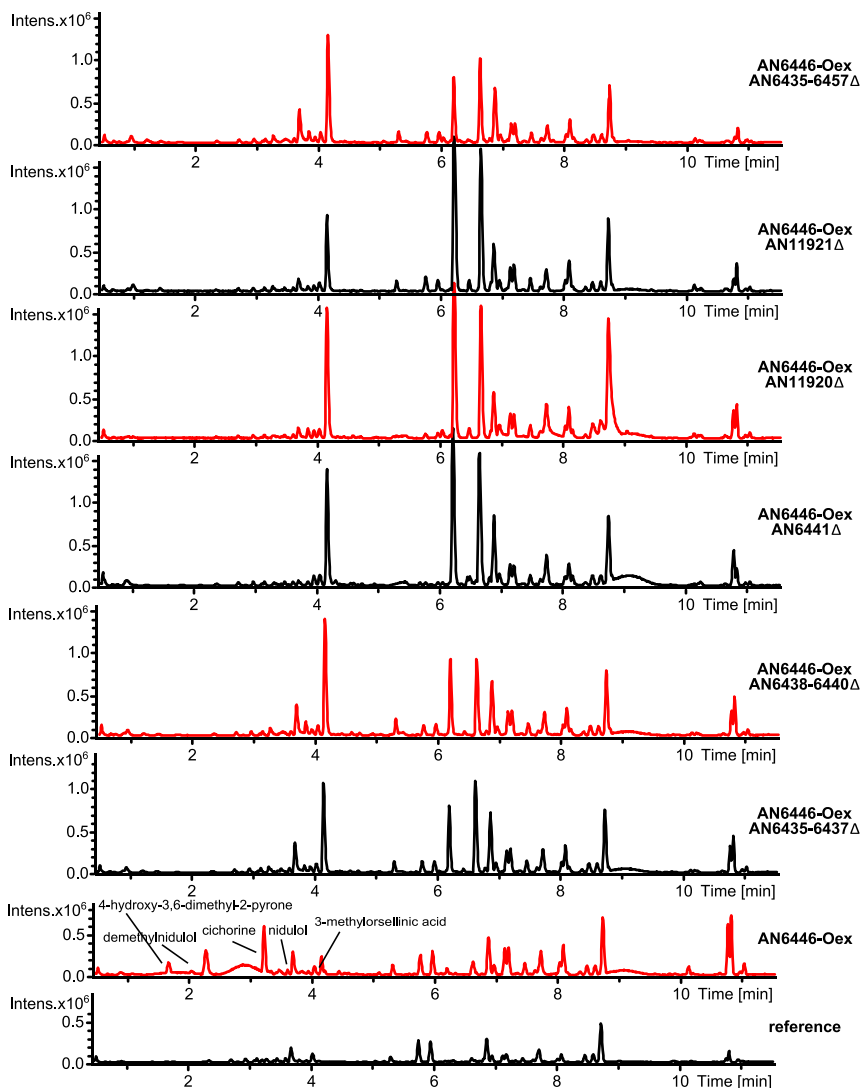 Intens.x10⁶
1.0
0.5
0.0
2 4 6 8 10 Time [min]
AN6446-Oex
AN6435-6457Δ
Intens.x10⁶
1.0
0.5
0.0
2 4 6 8 10 Time [min]
AN6446-Oex
AN11921Δ
Intens.x10⁶
1.0
0.5
0.0
2 4 6 8 10 Time [min]
AN6446-Oex
AN11920Δ
Intens.x10⁶
1.0
0.5
0.0
2 4 6 8 10 Time [min]
AN6446-Oex
AN6441Δ
Intens.x10⁶
1.0
0.5
0.0
2 4 6 8 10 Time [min]
AN6446-Oex
AN6438-6440Δ
Intens.x10⁶
1.0
0.5
0.0
2 4 6 8 10 Time [min]
AN6446-Oex
AN6435-6437Δ
Intens.x10⁶
0.5
0.0
4-hydroxy-3,6-dimethyl-2-pyrone
demethylnidulol
cichorine
nidulol
3-methylorsellinic acid
2 4 6 8 10 Time [min]
AN6446-Oex
Intens.x10⁶
0.5
0.0
2 4 6 8 10 Time [min]
reference